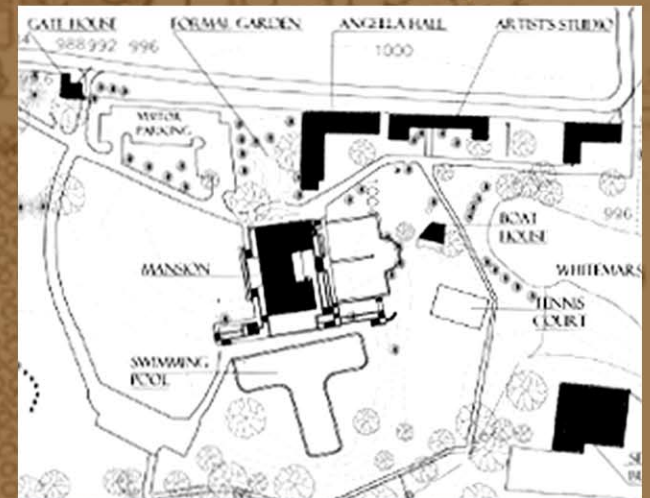 GATE HOUSE
FORMAL GARDEN
ANGELLA HALL
ARTIST'S STUDIO
988 992 996
1000
VISITOR
PARKING
996
BOAT
HOUSE
MANSION
WHITEMARS
TENNIS
COURT
SWIMMING
POOL